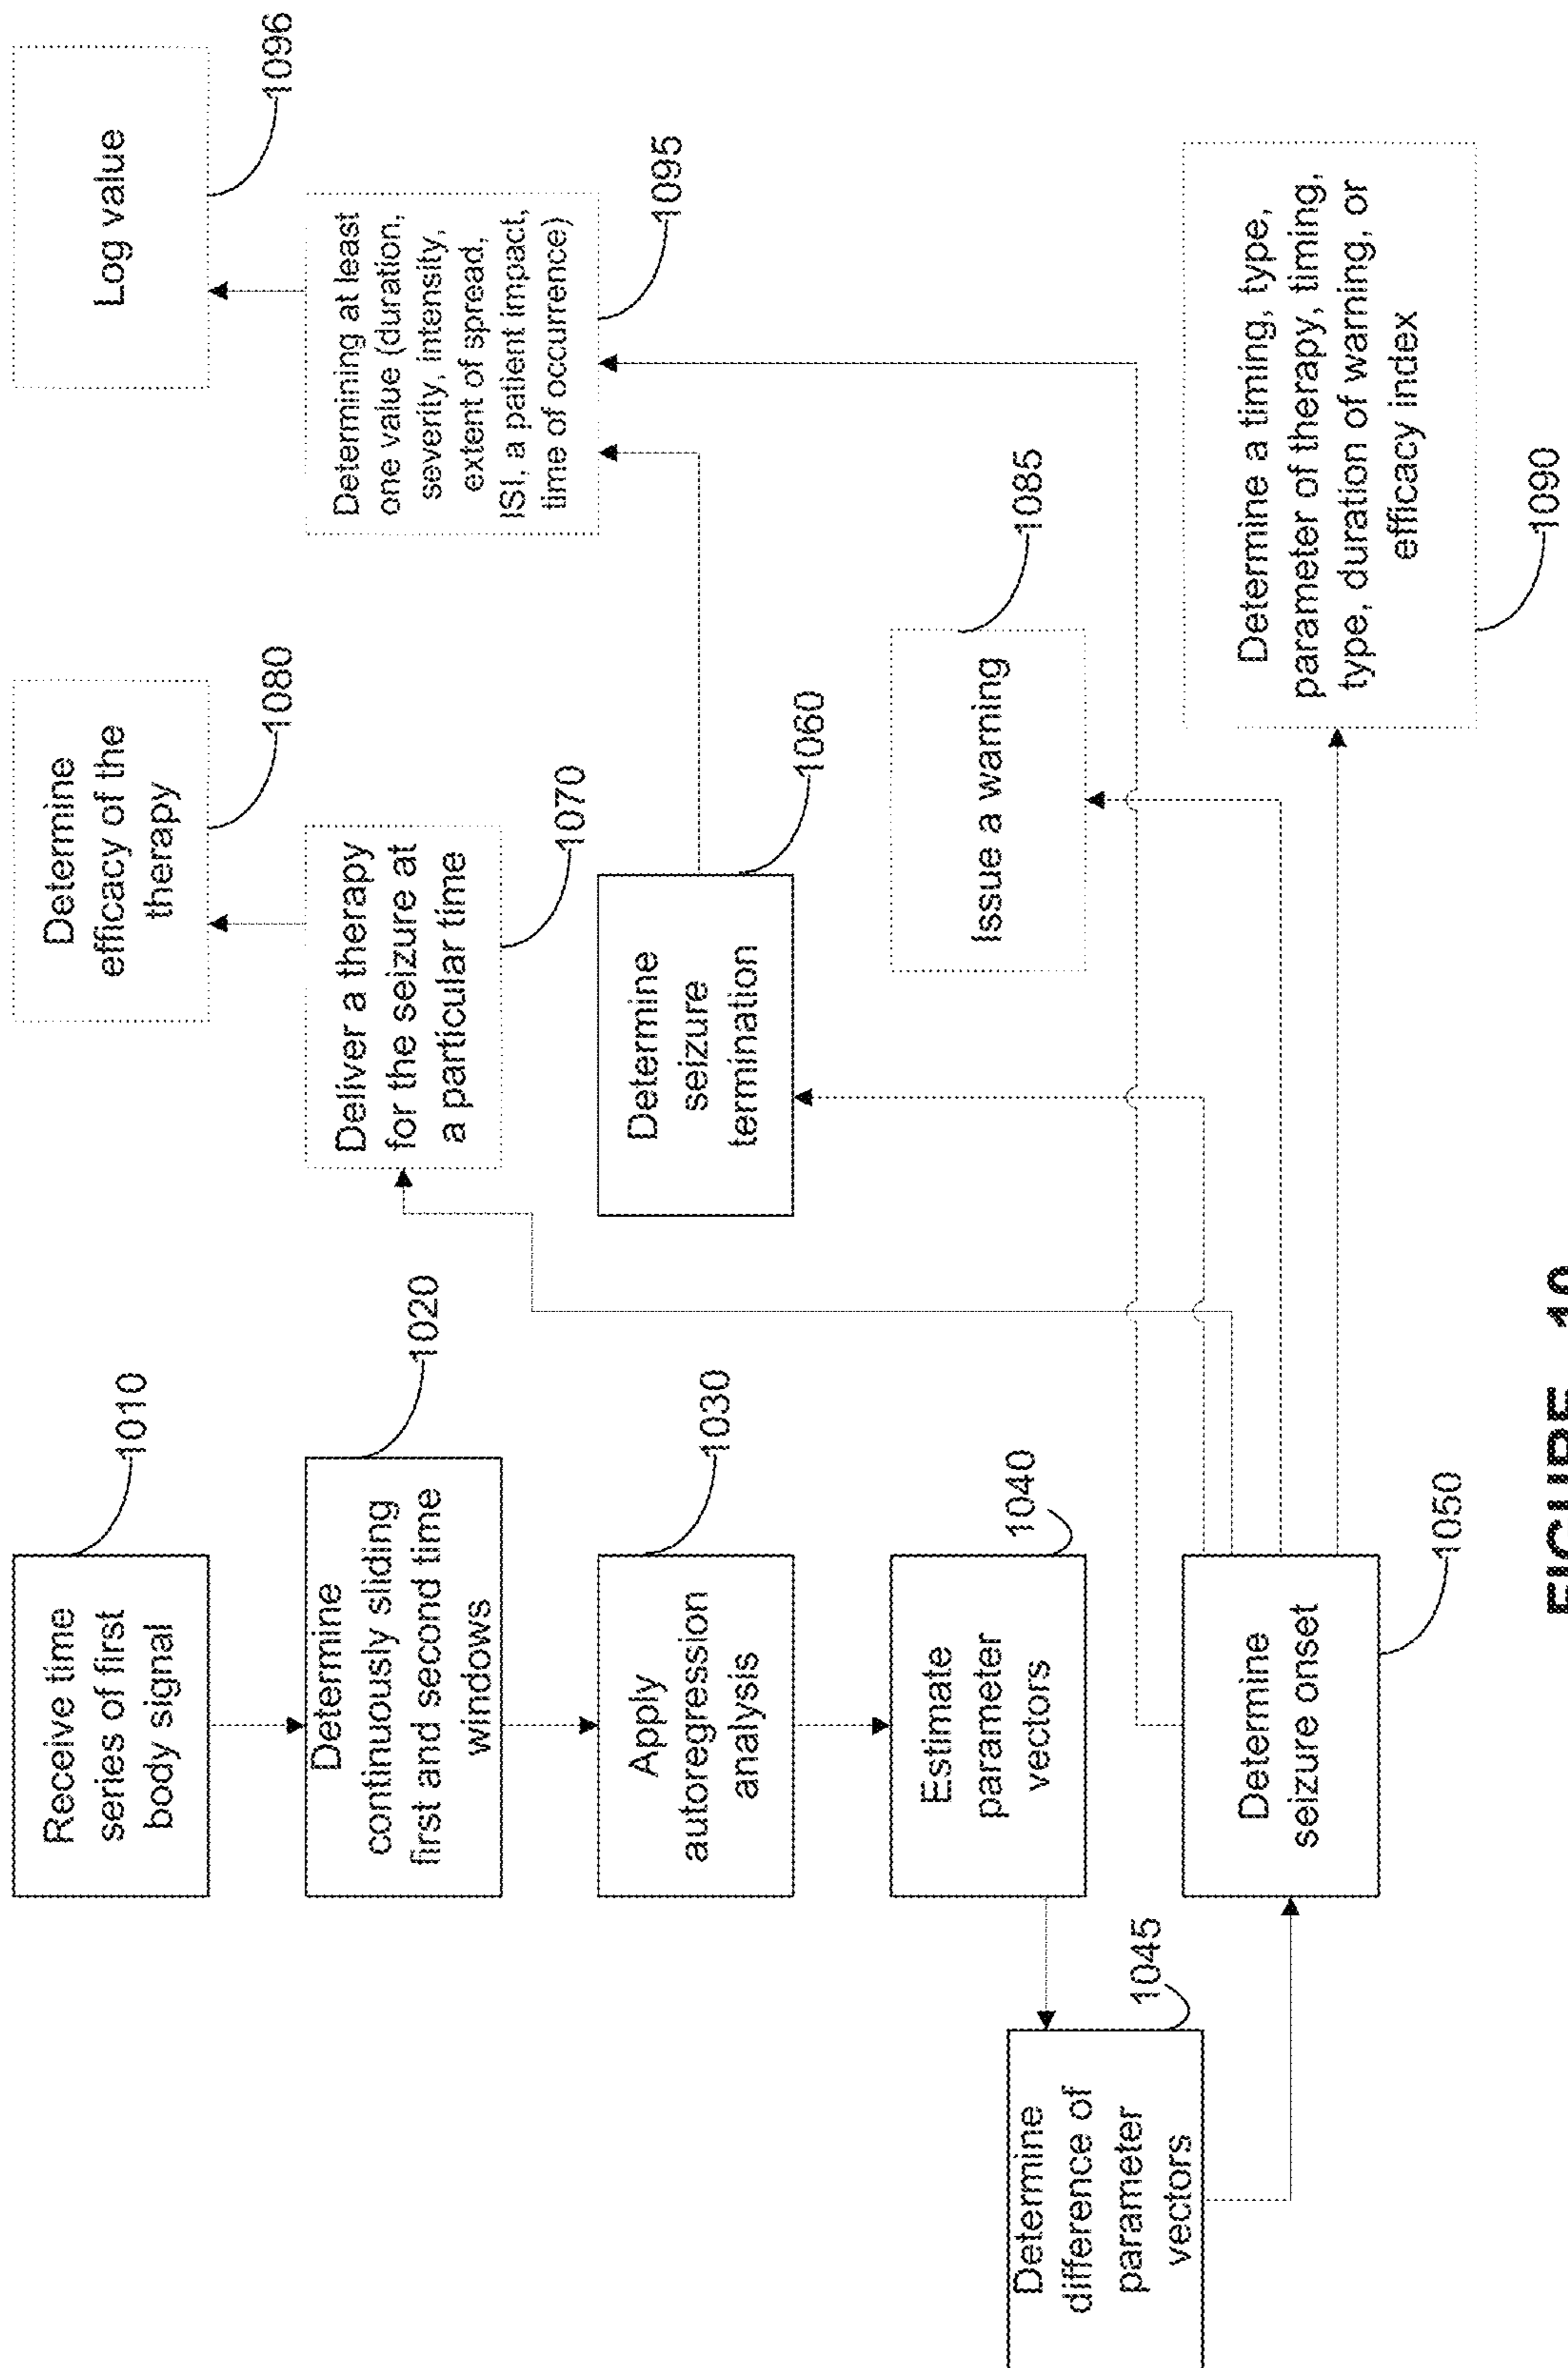 Receive time
series of first
body signal
1010
Determine
continuously sliding
first and second time
windows
1020
Apply
autoregression
analysis
1030
Estimate
parameter
vectors
1040
Determine
difference of
parameter
vectors
1045
Determine
seizure onset
1050
Determine
efficacy of the
therapy
1080
Deliver a therapy
for the seizure at
a particular time
1070
Determine
seizure
termination
1060
Issue a warning
1085
Log value
1096
Determining at least
one value (duration,
severity, intensity,
extent of spread,
ISI, a patient impact,
time of occurrence)
1095
Determine a timing, type,
parameter of therapy, timing,
type, duration of warning, or
efficacy index
1090
FIGURE 10